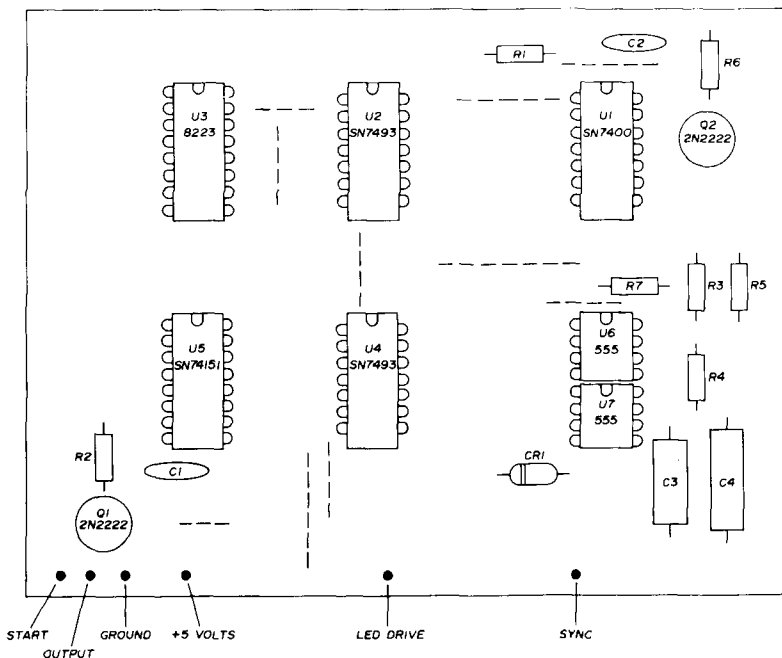 C2
R1
R6
U3
8223
U2
SN7493
U1
SN7400
Q2
2N2222
R7
R3
R5
U5
SN74151
U4
SN7493
U6
555
R4
U7
555
R2
C1
CR1
C3
C4
Q1
2N2222
START
OUTPUT
GROUND
+5 VOLTS
LED DRIVE
SYNC